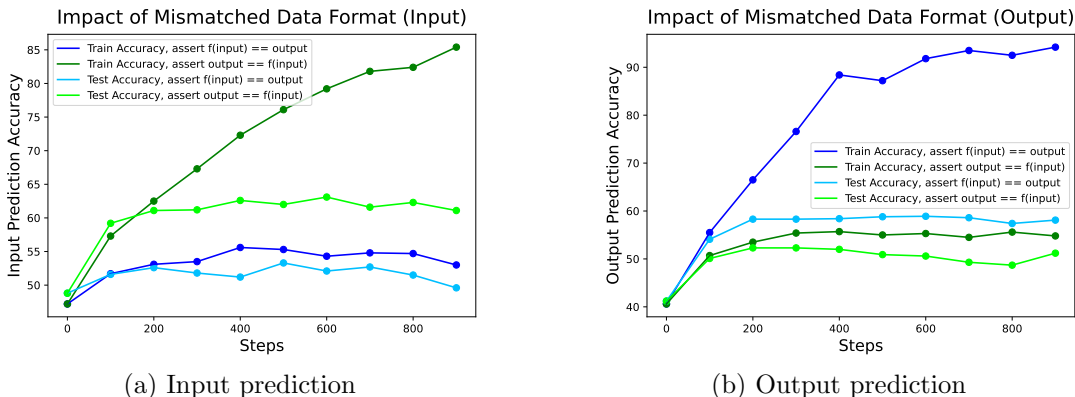 Impact of Mismatched Data Format (Input)
Input Prediction Accuracy
85
80
75
70
65
60
55
50
Train Accuracy, assert f(input) == output
Train Accuracy, assert output == f(input)
Test Accuracy, assert f(input) == output
Test Accuracy, assert output == f(input)
0 200 400 600 800
Steps
(a) Input prediction
Impact of Mismatched Data Format (Output)
Output Prediction Accuracy
90
80
70
60
50
40
Train Accuracy, assert f(input) == output
Train Accuracy, assert output == f(input)
Test Accuracy, assert f(input) == output
Test Accuracy, assert output == f(input)
0 200 400 600 800
Steps
(b) Output prediction